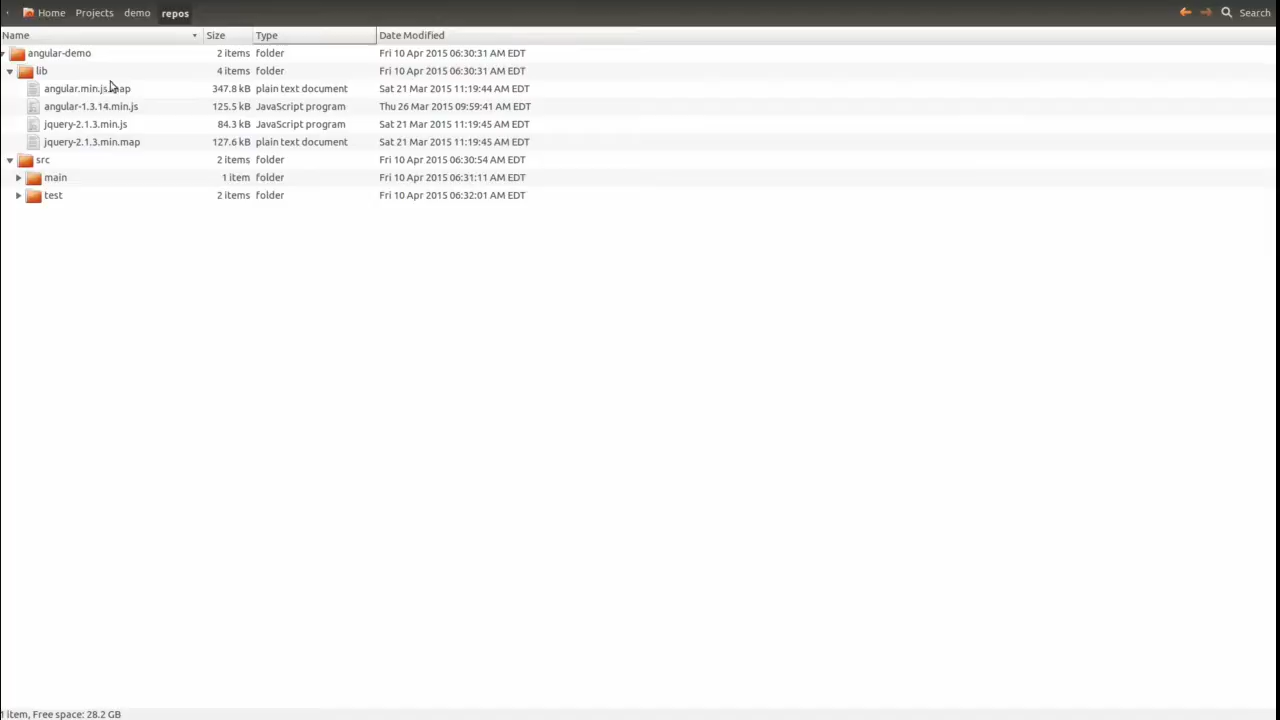 Home Projects demo repos Search
Name Size Type Date Modified
angular-demo 2 items folder Fri 10 Apr 2015 06:30:31 AM EDT
lib 4 items folder Fri 10 Apr 2015 06:30:31 AM EDT
angular.min.js.map 347.8 kB plain text document Sat 21 Mar 2015 11:19:44 AM EDT
angular-1.3.14.min.js 125.5 kB JavaScript program Thu 26 Mar 2015 09:59:41 AM EDT
jquery-2.1.3.min.js 84.3 kB JavaScript program Sat 21 Mar 2015 11:19:45 AM EDT
jquery-2.1.3.min.map 127.6 kB plain text document Sat 21 Mar 2015 11:19:45 AM EDT
src 2 items folder Fri 10 Apr 2015 06:30:54 AM EDT
main 1 item folder Fri 10 Apr 2015 06:31:11 AM EDT
test 2 items folder Fri 10 Apr 2015 06:32:01 AM EDT
1 item, Free space: 28.2 GB